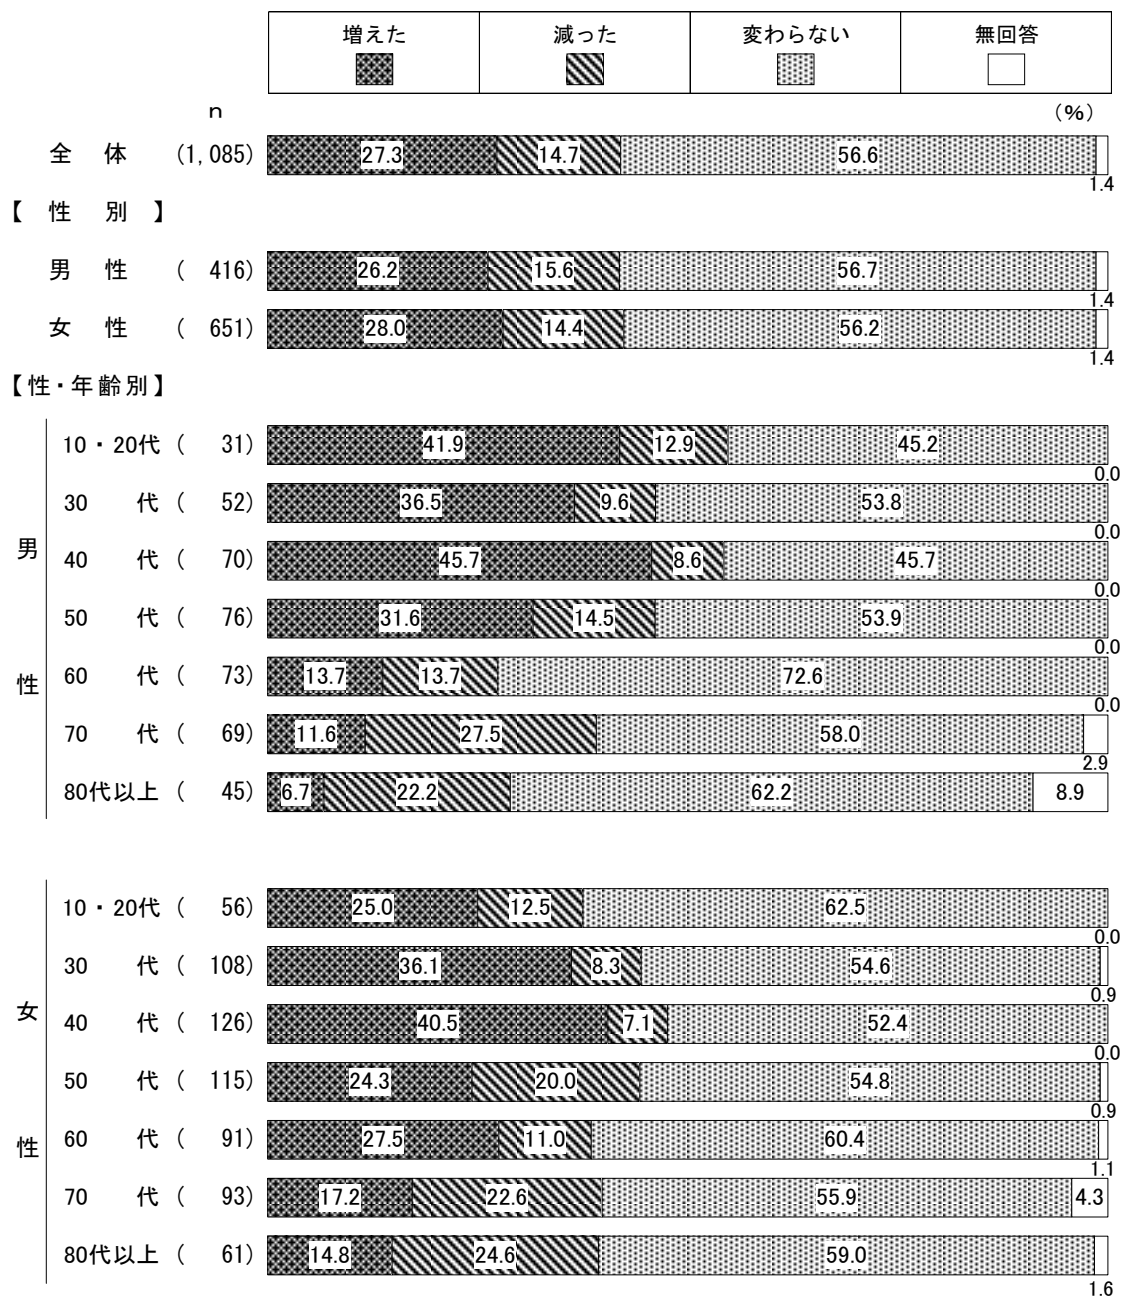 増えた 減った 変わらない 無回答
ｎ (%)
全 体 (1,085) 27.3 14.7 56.6
1.4
【 性 別 】
男 性 ( 416) 26.2 15.6 56.7
1.4
女 性 ( 651) 28.0 14.4 56.2
1.4
【性・年齢別】
男性
10・20代 ( 31) 41.9 12.9 45.2
0.0
30 代 ( 52) 36.5 9.6 53.8
0.0
40 代 ( 70) 45.7 8.6 45.7
0.0
50 代 ( 76) 31.6 14.5 53.9
0.0
60 代 ( 73) 13.7 13.7 72.6
0.0
70 代 ( 69) 11.6 27.5 58.0
2.9
80代以上 ( 45) 6.7 22.2 62.2 8.9
女性
10・20代 ( 56) 25.0 12.5 62.5
0.0
30 代 ( 108) 36.1 8.3 54.6
0.9
40 代 ( 126) 40.5 7.1 52.4
0.0
50 代 ( 115) 24.3 20.0 54.8
0.9
60 代 ( 91) 27.5 11.0 60.4
1.1
70 代 ( 93) 17.2 22.6 55.9 4.3
80代以上 ( 61) 14.8 24.6 59.0
1.6